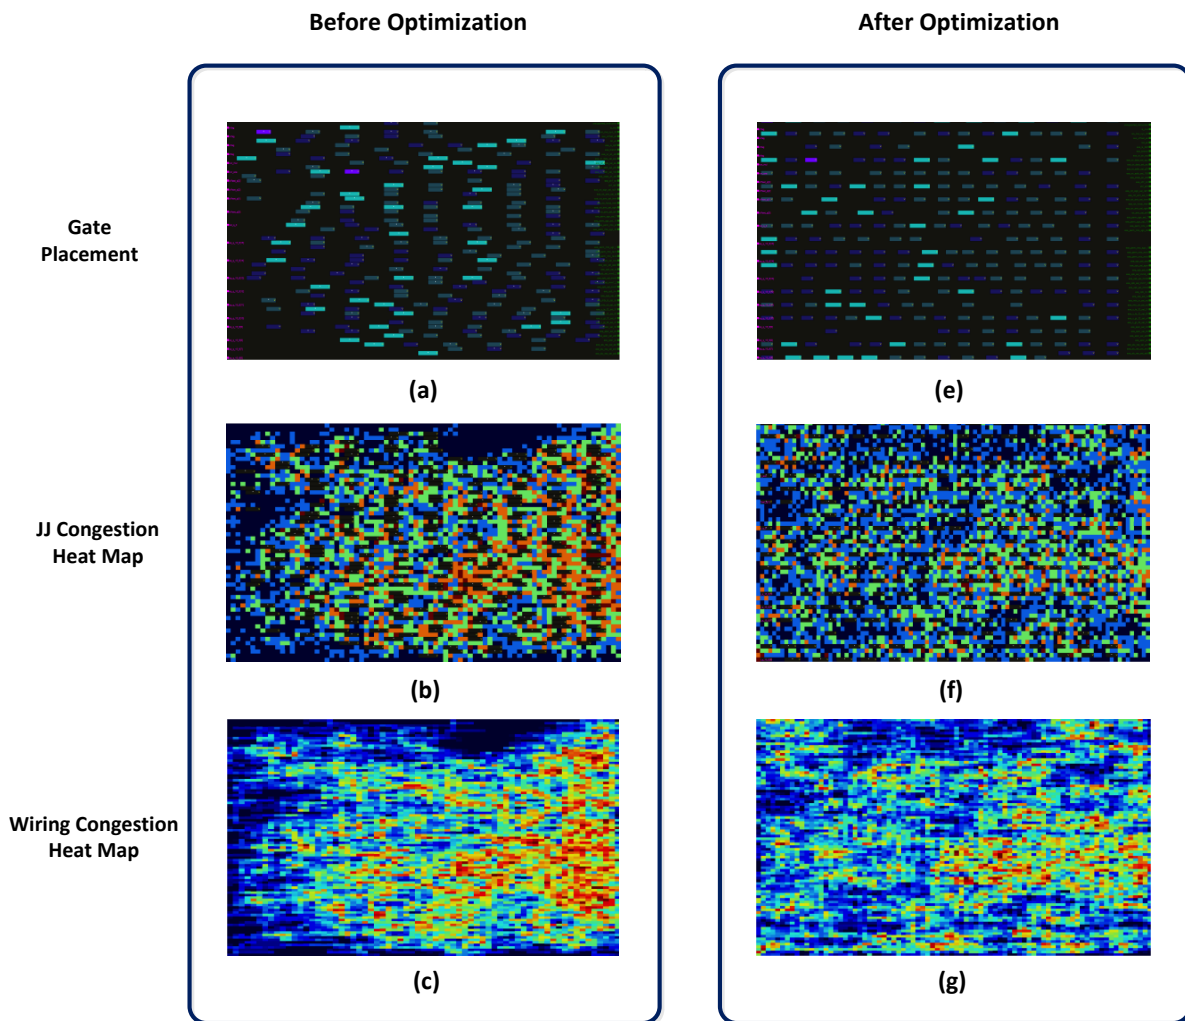 Before Optimization
After Optimization
Gate
Placement
(a)
(e)
JJ Congestion
Heat Map
(b)
(f)
Wiring Congestion
Heat Map
(c)
(g)